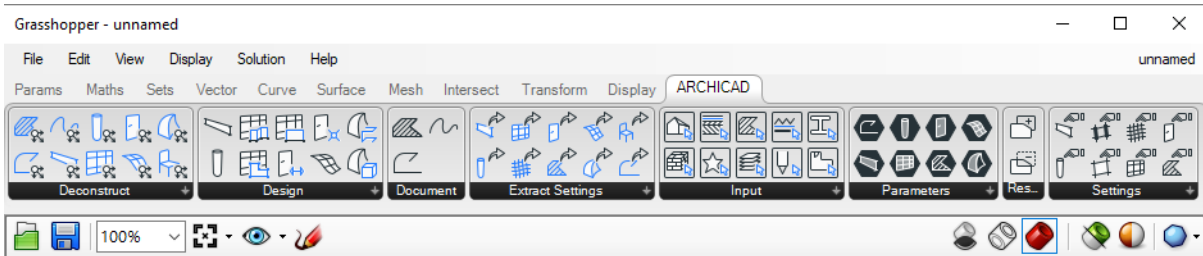 Grasshopper - unnamed
File Edit View Display Solution Help unnamed
Params Maths Sets Vector Curve Surface Mesh Intersect Transform Display ARCHICAD
Deconstruct Design Document Extract Settings Input Parameters Res... Settings
100%